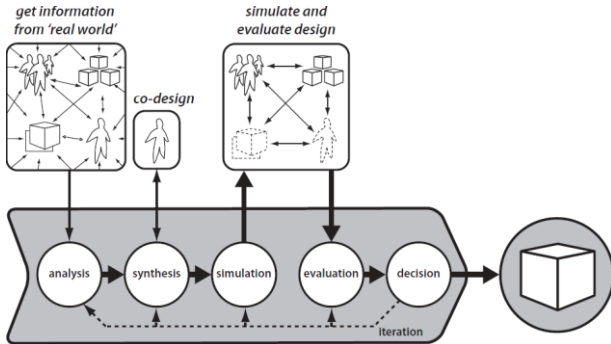 get information
from 'real world'
simulate and
evaluate design
co-design
analysis
synthesis
simulation
evaluation
decision
iteration